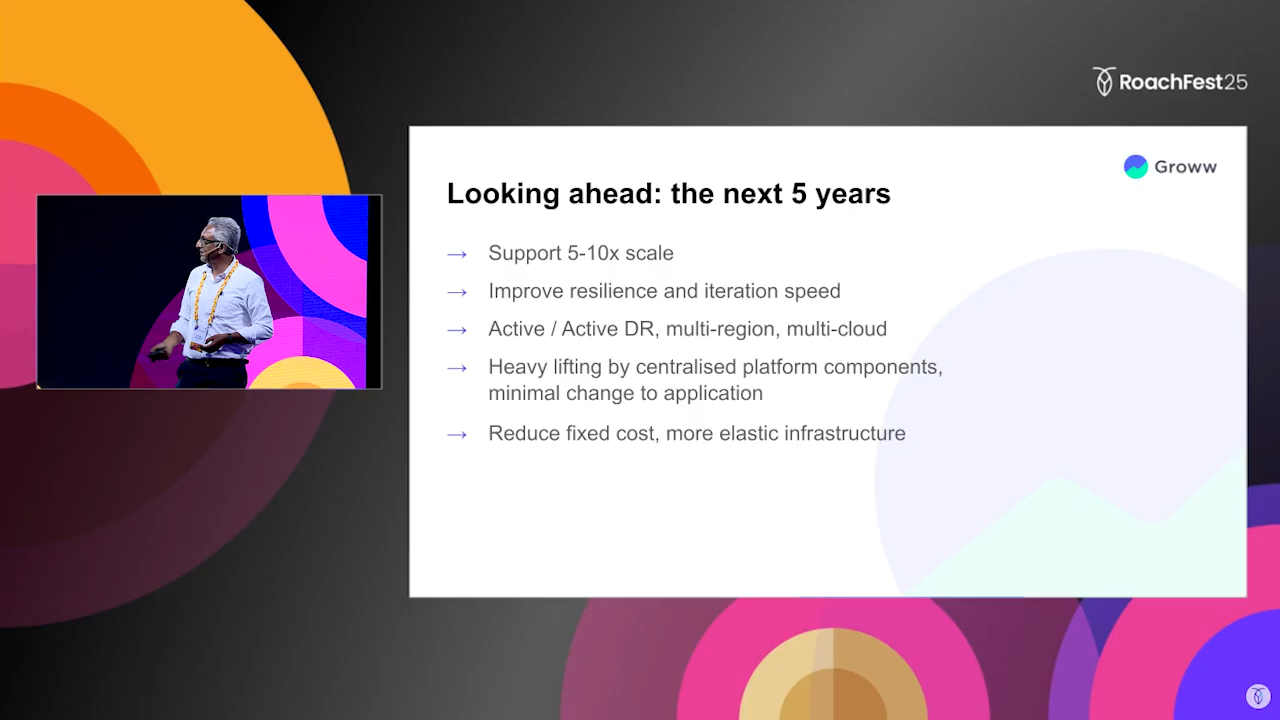 RoachFest25
Groww
Looking ahead: the next 5 years
→ Support 5-10x scale
→ Improve resilience and iteration speed
→ Active / Active DR, multi-region, multi-cloud
→ Heavy lifting by centralised platform components,
minimal change to application
→ Reduce fixed cost, more elastic infrastructure